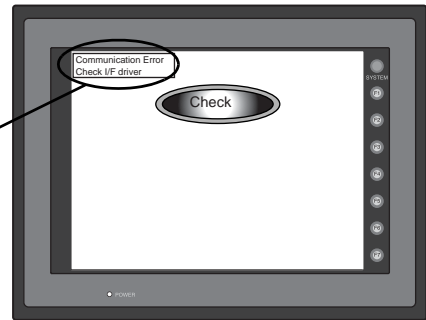 Communication Error
Check I/F driver
Check
SYSTEM
F1
F2
F3
F4
F5
F6
F7
POWER